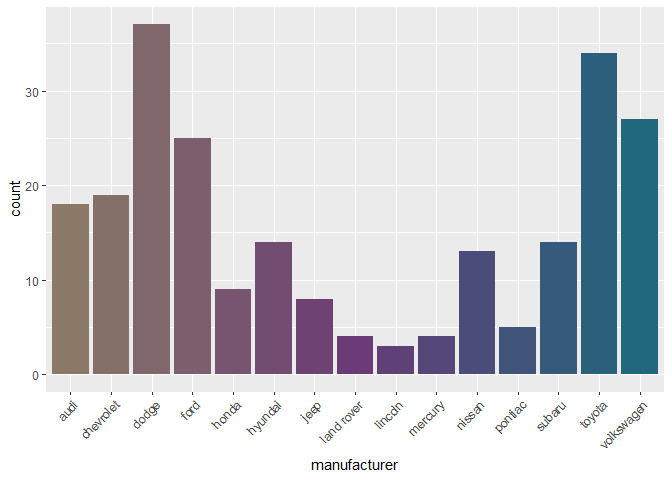 count
30
20
10
0
audi
chevrolet
dodge
ford
honda
hyundai
jeep
land rover
lincoln
mercury
nissan
pontiac
subaru
toyota
volkswagen
manufacturer